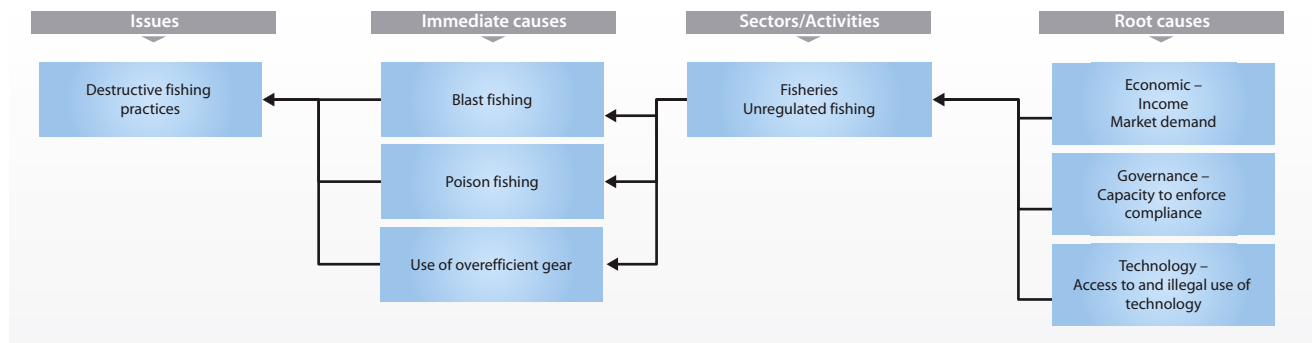 Issues
Immediate causes
Sectors/Activities
Root causes
Destructive fishing
practices
Blast fishing
Poison fishing
Use of overefficient gear
Fisheries
Unregulated fishing
Economic –
Income
Market demand
Governance –
Capacity to enforce
compliance
Technology –
Access to and illegal use of
technology